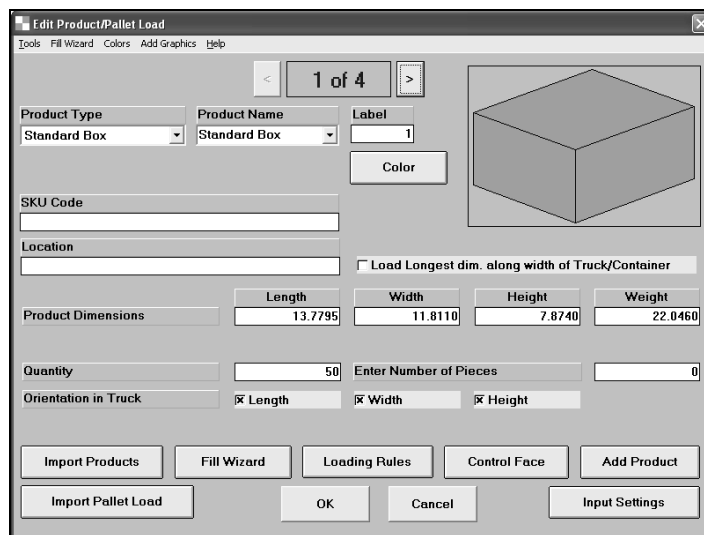 Edit Product/Pallet Load
Tools Fill Wizard Colors Add Graphics Help
< 1 of 4 >
Product Type Product Name Label
Standard Box Standard Box 1
Color
SKU Code
Location
Load Longest dim. along width of Truck/Container
Length Width Height Weight
Product Dimensions 13.7795 11.8110 7.8740 22.0460
Quantity 50 Enter Number of Pieces 0
Orientation in Truck Length Width Height
Import Products Fill Wizard Loading Rules Control Face Add Product
Import Pallet Load OK Cancel Input Settings